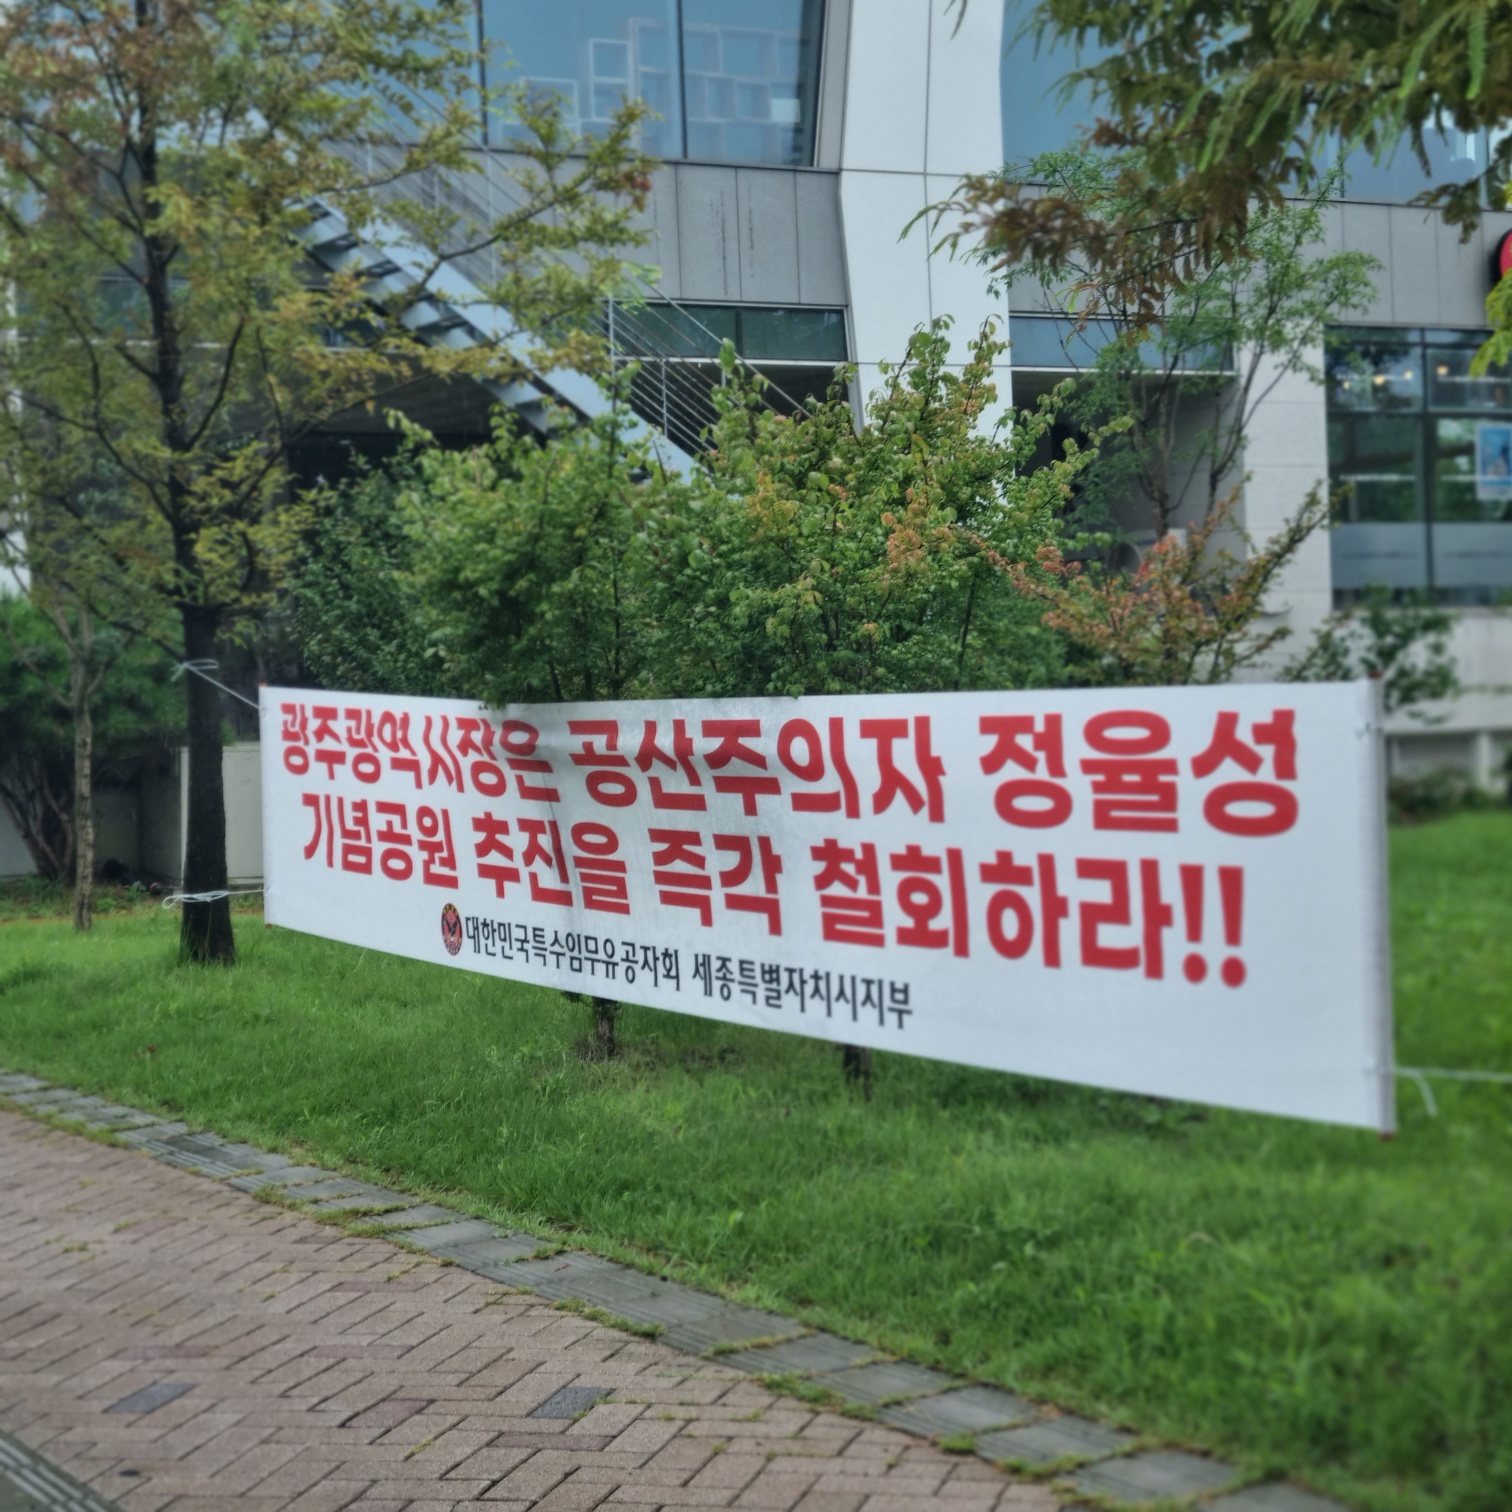 광주광역시장은 공산주의자 정율성
기념공원 추진을 즉각 철회하라!!
대한민국특수임무유공자회 세종특별자치시지부